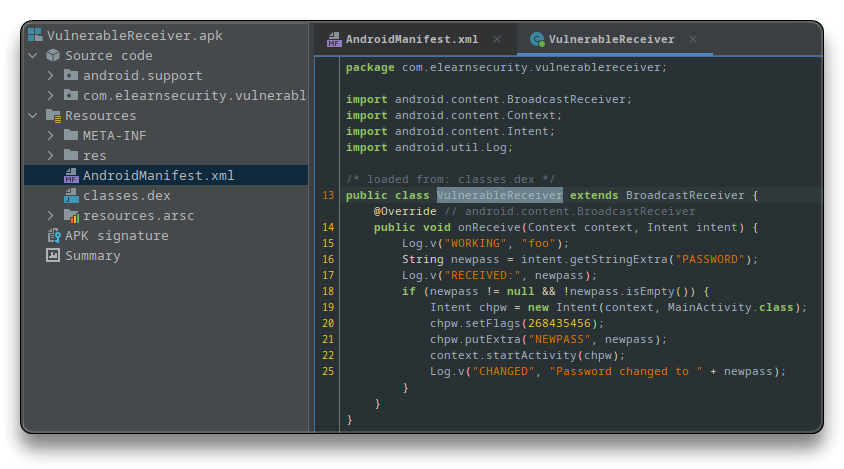 VulnerableReceiver.apk
Source code
android.support
com.elearnsecurity.vulnerabl
Resources
META-INF
res
AndroidManifest.xml
classes.dex
resources.arsc
APK signature
Summary
AndroidManifest.xml
VulnerableReceiver
package com.elearnsecurity.vulnerablereceiver;
import android.content.BroadcastReceiver;
import android.content.Context;
import android.content.Intent;
import android.util.Log;
/* loaded from: classes.dex */
13 public class VulnerableReceiver extends BroadcastReceiver {
@Override // android.content.BroadcastReceiver
14 public void onReceive(Context context, Intent intent) {
15 Log.v("WORKING", "foo");
16 String newpass = intent.getStringExtra("PASSWORD");
17 Log.v("RECEIVED:", newpass);
18 if (newpass != null && !newpass.isEmpty()) {
19 Intent chpw = new Intent(context, MainActivity.class);
20 chpw.setFlags(268435456);
21 chpw.putExtra("NEWPASS", newpass);
22 context.startActivity(chpw);
25 Log.v("CHANGED", "Password changed to " + newpass);
}
}
}